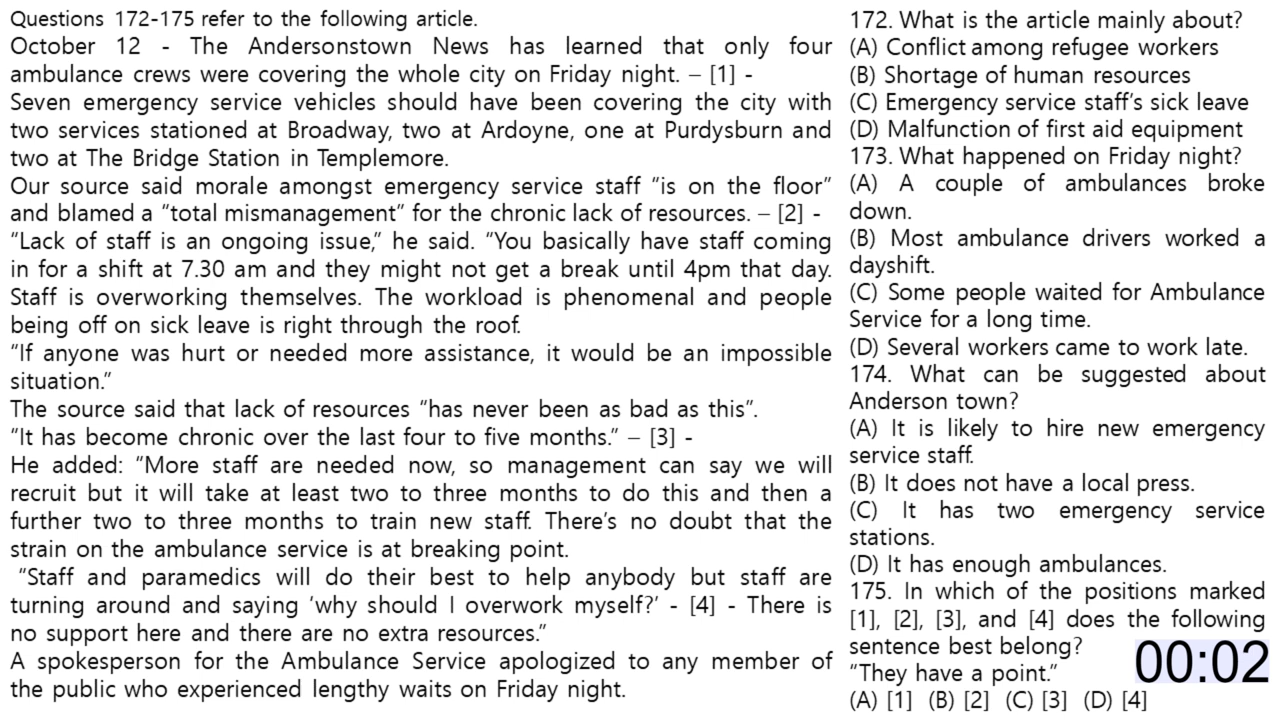 Questions 172-175 refer to the following article.
October 12 - The Andersonstown News has learned that only four
ambulance crews were covering the whole city on Friday night. – [1] -
Seven emergency service vehicles should have been covering the city with
two services stationed at Broadway, two at Ardoyne, one at Purdysburn and
two at The Bridge Station in Templemore.
Our source said morale amongst emergency service staff “is on the floor”
and blamed a “total mismanagement” for the chronic lack of resources. – [2] -
“Lack of staff is an ongoing issue,” he said. “You basically have staff coming
in for a shift at 7.30 am and they might not get a break until 4pm that day.
Staff is overworking themselves. The workload is phenomenal and people
being off on sick leave is right through the roof.
“If anyone was hurt or needed more assistance, it would be an impossible
situation.”
The source said that lack of resources “has never been as bad as this”.
“It has become chronic over the last four to five months.” – [3] -
He added: “More staff are needed now, so management can say we will
recruit but it will take at least two to three months to do this and then a
further two to three months to train new staff. There’s no doubt that the
strain on the ambulance service is at breaking point.
“Staff and paramedics will do their best to help anybody but staff are
turning around and saying ‘why should I overwork myself?’ - [4] - There is
no support here and there are no extra resources.”
A spokesperson for the Ambulance Service apologized to any member of
the public who experienced lengthy waits on Friday night.
172. What is the article mainly about?
(A) Conflict among refugee workers
(B) Shortage of human resources
(C) Emergency service staff’s sick leave
(D) Malfunction of first aid equipment
173. What happened on Friday night?
(A) A couple of ambulances broke
down.
(B) Most ambulance drivers worked a
dayshift.
(C) Some people waited for Ambulance
Service for a long time.
(D) Several workers came to work late.
174. What can be suggested about
Anderson town?
(A) It is likely to hire new emergency
service staff.
(B) It does not have a local press.
(C) It has two emergency service
stations.
(D) It has enough ambulances.
175. In which of the positions marked
[1], [2], [3], and [4] does the following
sentence best belong?
“They have a point.”
(A) [1] (B) [2] (C) [3] (D) [4]
00:02